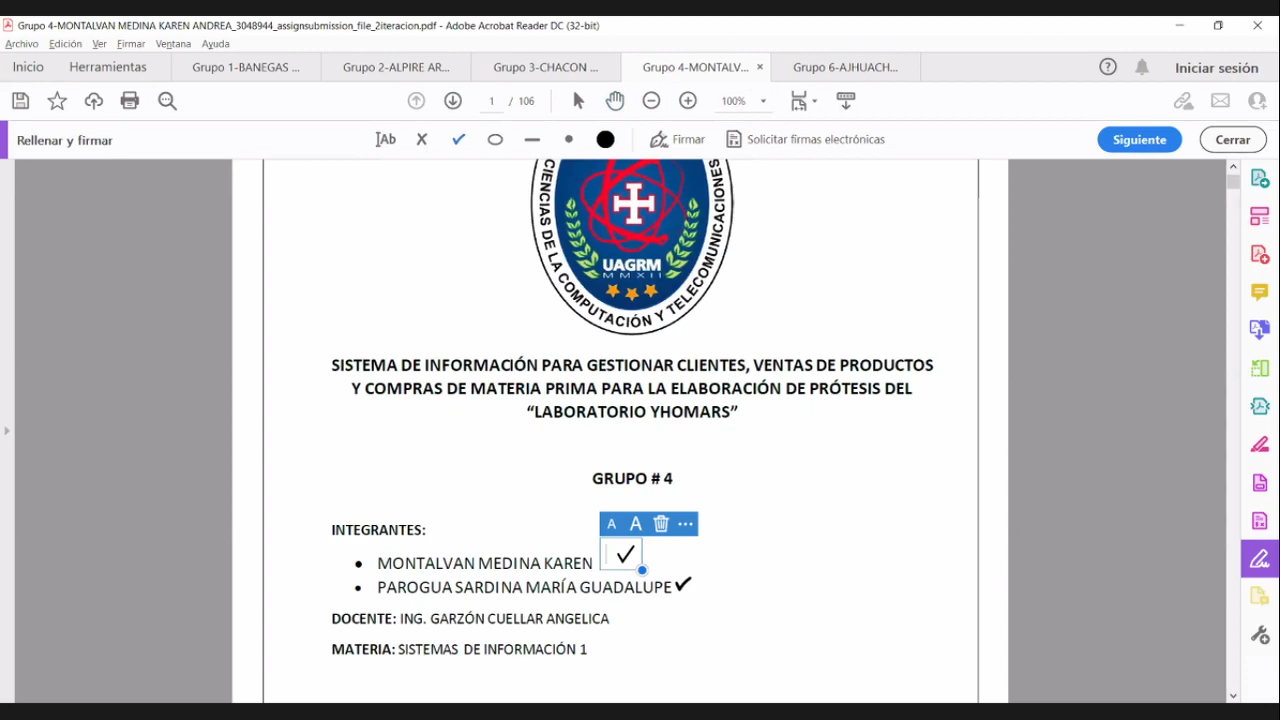 Grupo 4-MONTALVAN MEDINA KAREN ANDREA_3048944_assignsubmission_file_2iteracion.pdf - Adobe Acrobat Reader DC (32-bit)
Archivo Edición Ver Firmar Ventana Ayuda
Inicio Herramientas Grupo 1-BANEGAS ... Grupo 2-ALPIRE AR... Grupo 3-CHACON ... Grupo 4-MONTALV... × Grupo 6-AJHUACH... Iniciar sesión
1 / 106 100%
Rellenar y firmar Ab Firmar Solicitar firmas electrónicas Siguiente Cerrar
CIENCIAS DE LA COMPUTACIÓN Y TELECOMUNICACIONES
UAGRM
MMXII
SISTEMA DE INFORMACIÓN PARA GESTIONAR CLIENTES, VENTAS DE PRODUCTOS
Y COMPRAS DE MATERIA PRIMA PARA LA ELABORACIÓN DE PRÓTESIS DEL
“LABORATORIO YHOMARS”
GRUPO # 4
A A ...
INTEGRANTES:
• MONTALVAN MEDINA KAREN ✓
• PAROGUA SARDINA MARÍA GUADALUPE ✓
DOCENTE: ING. GARZÓN CUELLAR ANGELICA
MATERIA: SISTEMAS DE INFORMACIÓN 1